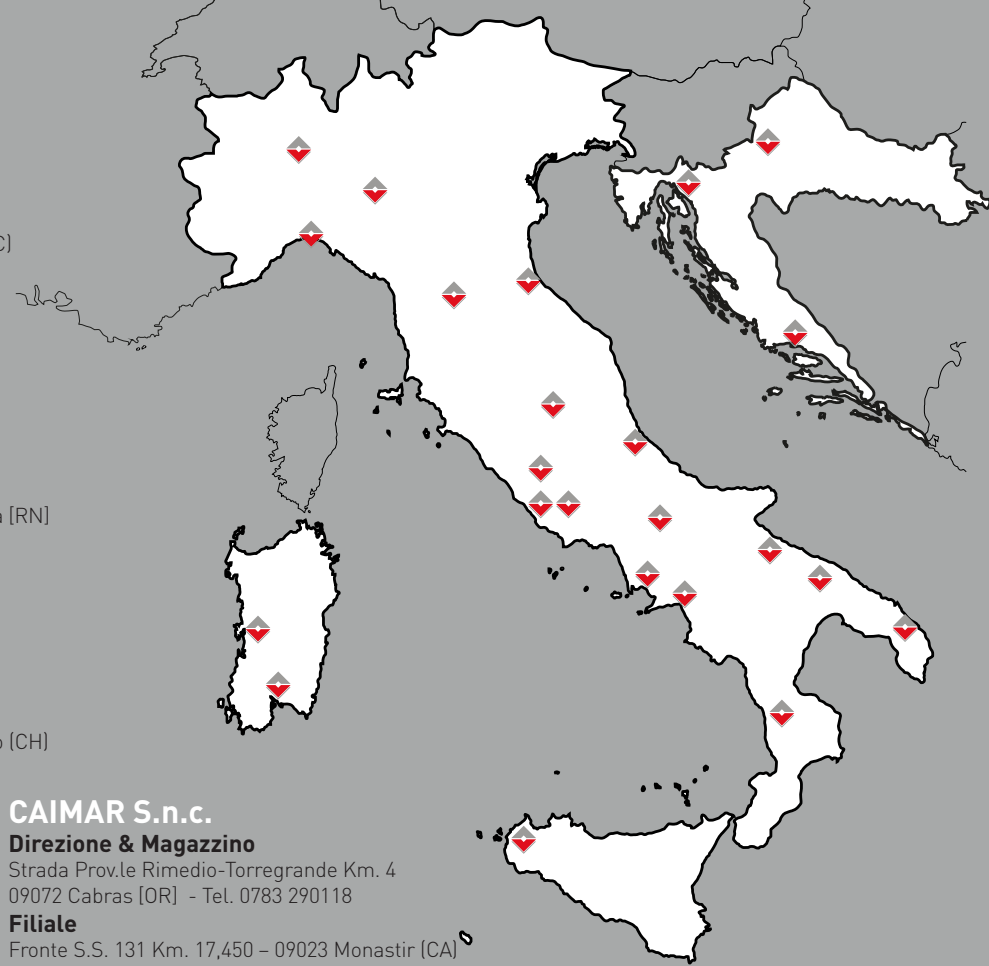 C)
a [RN]
o (CH)
CAIMAR S.n.c.
Direzione & Magazzino
Strada Prov.le Rimedio-Torregrande Km. 4
09072 Cabras [OR] - Tel. 0783 290118
Filiale
Fronte S.S. 131 Km. 17,450 – 09023 Monastir (CA)